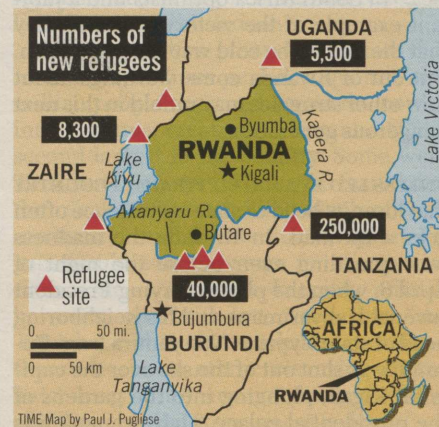 Numbers of
new refugees
UGANDA
5,500
8,300
Byumba
RWANDA
Kigali
Kagera R.
Lake Victoria
ZAIRE
Lake
Kivu
Akanyaru R.
Butare
250,000
TANZANIA
Refugee
site
40,000
0 50 mi.
0 50 km
Bujumbura
BURUNDI
Lake
Tanganyika
AFRICA
RWANDA
TIME Map by Paul J. Pugliese